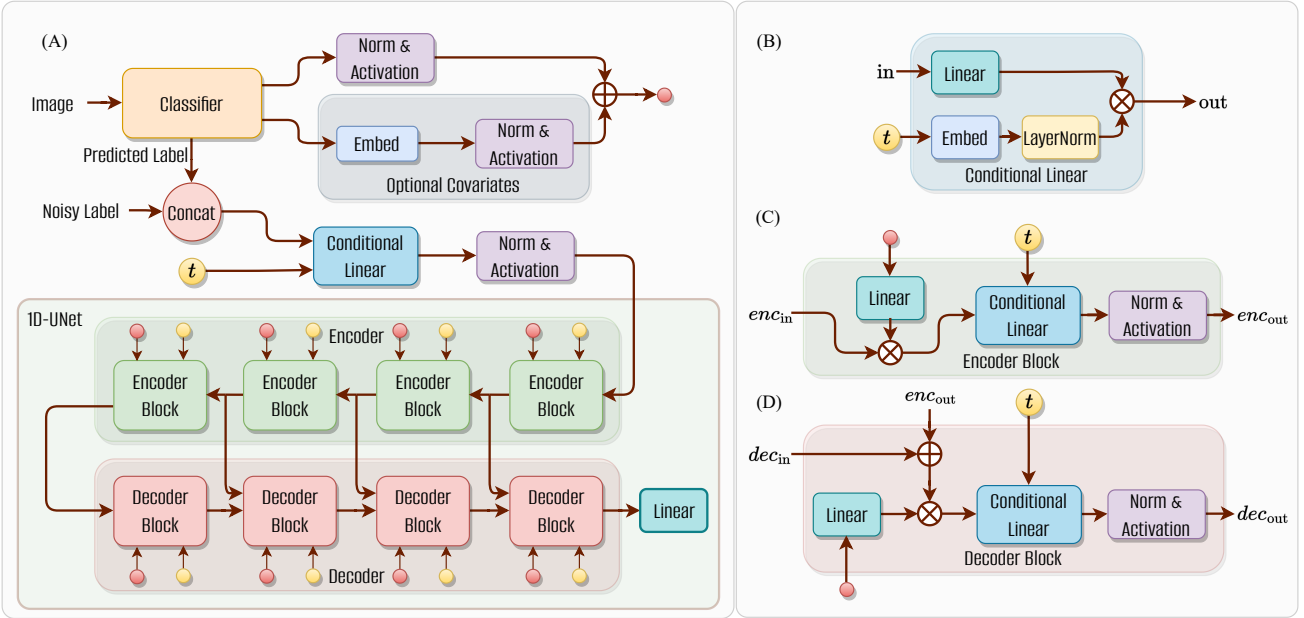 (A)
Image
Classifier
Norm &
Activation
Embed
Norm &
Activation
Optional Covariates
Predicted Label
Noisy Label
Concat
t
Conditional
Linear
Norm &
Activation
1D-UNet
Encoder
Encoder
Block
Encoder
Block
Encoder
Block
Encoder
Block
Decoder
Block
Decoder
Block
Decoder
Block
Decoder
Block
Linear
Decoder
(B)
in
Linear
out
t
Embed
LayerNorm
Conditional Linear
(C)
t
Linear
enc_in
Conditional
Linear
Norm &
Activation
enc_out
Encoder Block
(D)
enc_out
t
dec_in
Linear
Conditional
Linear
Norm &
Activation
dec_out
Decoder Block